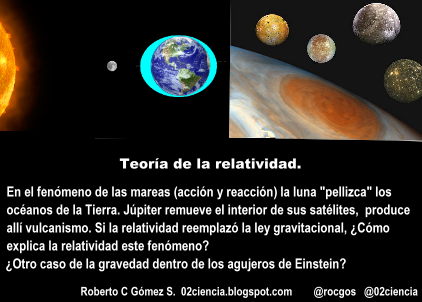 Teoría de la relatividad.
En el fenómeno de las mareas (acción y reacción) la luna "pellizca" los
océanos de la Tierra. Júpiter remueve el interior de sus satélites,  produce
allí vulcanismo. Si la relatividad reemplazó la ley gravitacional, ¿Cómo
explica la relatividad este fenómeno?
¿Otro caso de la gravedad dentro de los agujeros de Einstein?
Roberto C Gómez S.  02ciencia.blogspot.com  @rocgos  @02ciencia